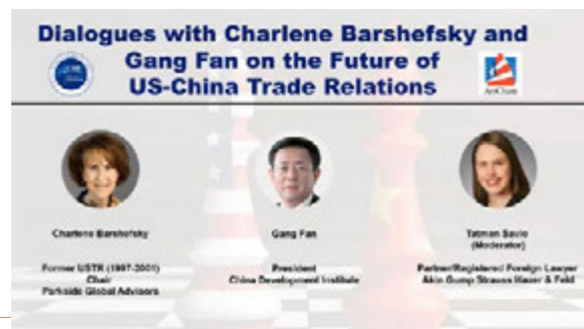 Dialogues with Charlene Barshefsky and
Gang Fan on the Future of
US-China Trade Relations
AmCham
Charlene Barshefsky
Gang Fan
Tatman Savio
(Moderator)
Former USTR (1997-2001)
Chair
Parkside Global Advisors
President
China Development Institute
Partner/Registered Foreign Lawyer
Akin Gump Strauss Hauer & Feld